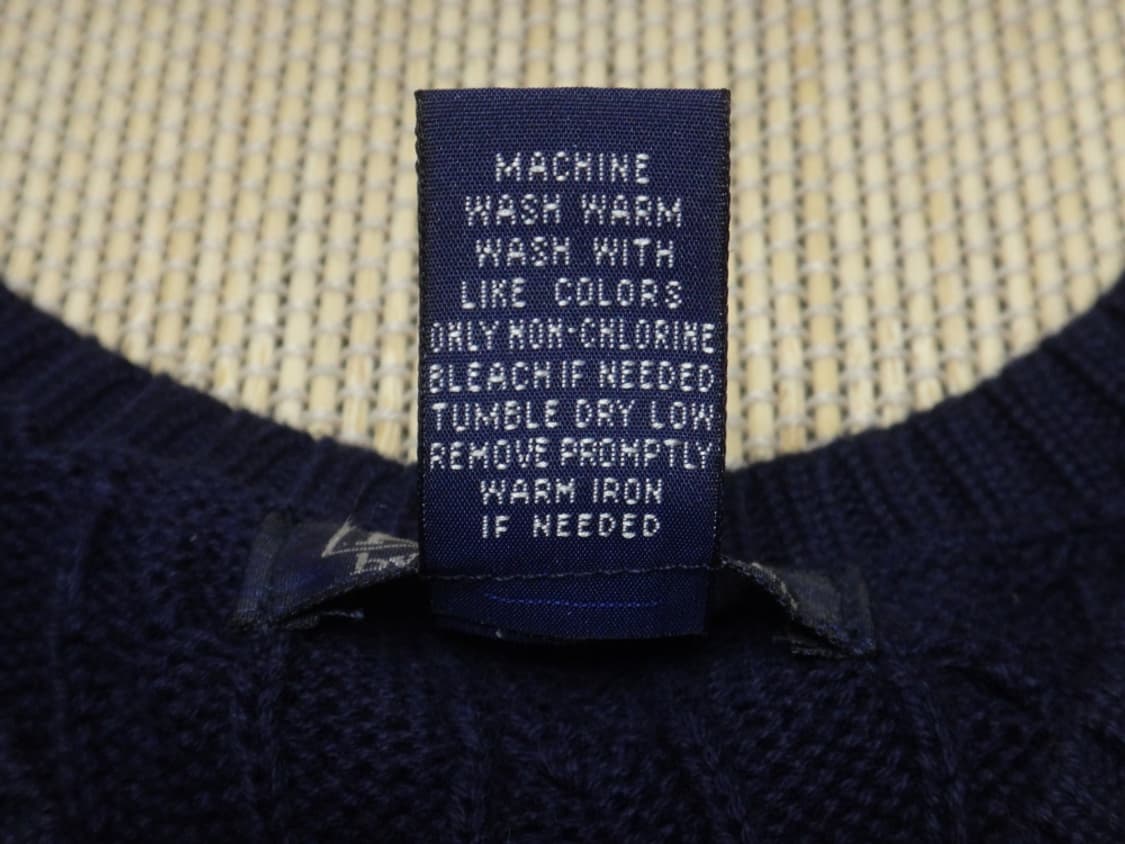 MACHINE
WASH WARM
WASH WITH
LIKE COLORS
ONLY NON-CHLORINE
BLEACH IF NEEDED
TUMBLE DRY LOW
REMOVE PROMPTLY
WARM IRON
IF NEEDED